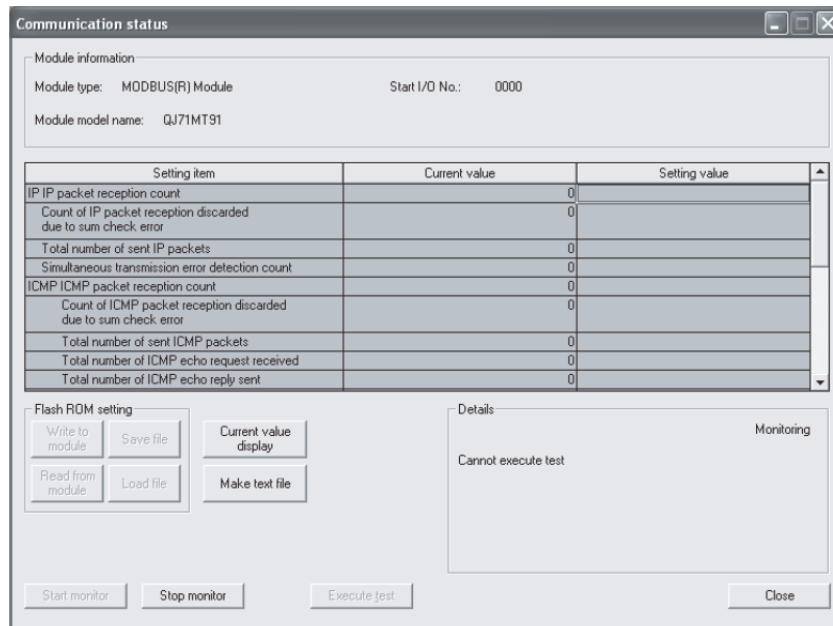 Communication status
Module information
Module type: MODBUS(R) Module Start I/O No.: 0000
Module model name: QJ71MT91
Setting item Current value Setting value
IP IP packet reception count 0
Count of IP packet reception discarded
due to sum check error 0
Total number of sent IP packets 0
Simultaneous transmission error detection count 0
ICMP ICMP packet reception count 0
Count of ICMP packet reception discarded
due to sum check error 0
Total number of sent ICMP packets 0
Total number of ICMP echo request received 0
Total number of ICMP echo reply sent 0
Flash ROM setting
Write to
module
Save file
Current value
display
Read from
module
Load file
Make text file
Details
Monitoring
Cannot execute test
Start monitor
Stop monitor
Execute test
Close